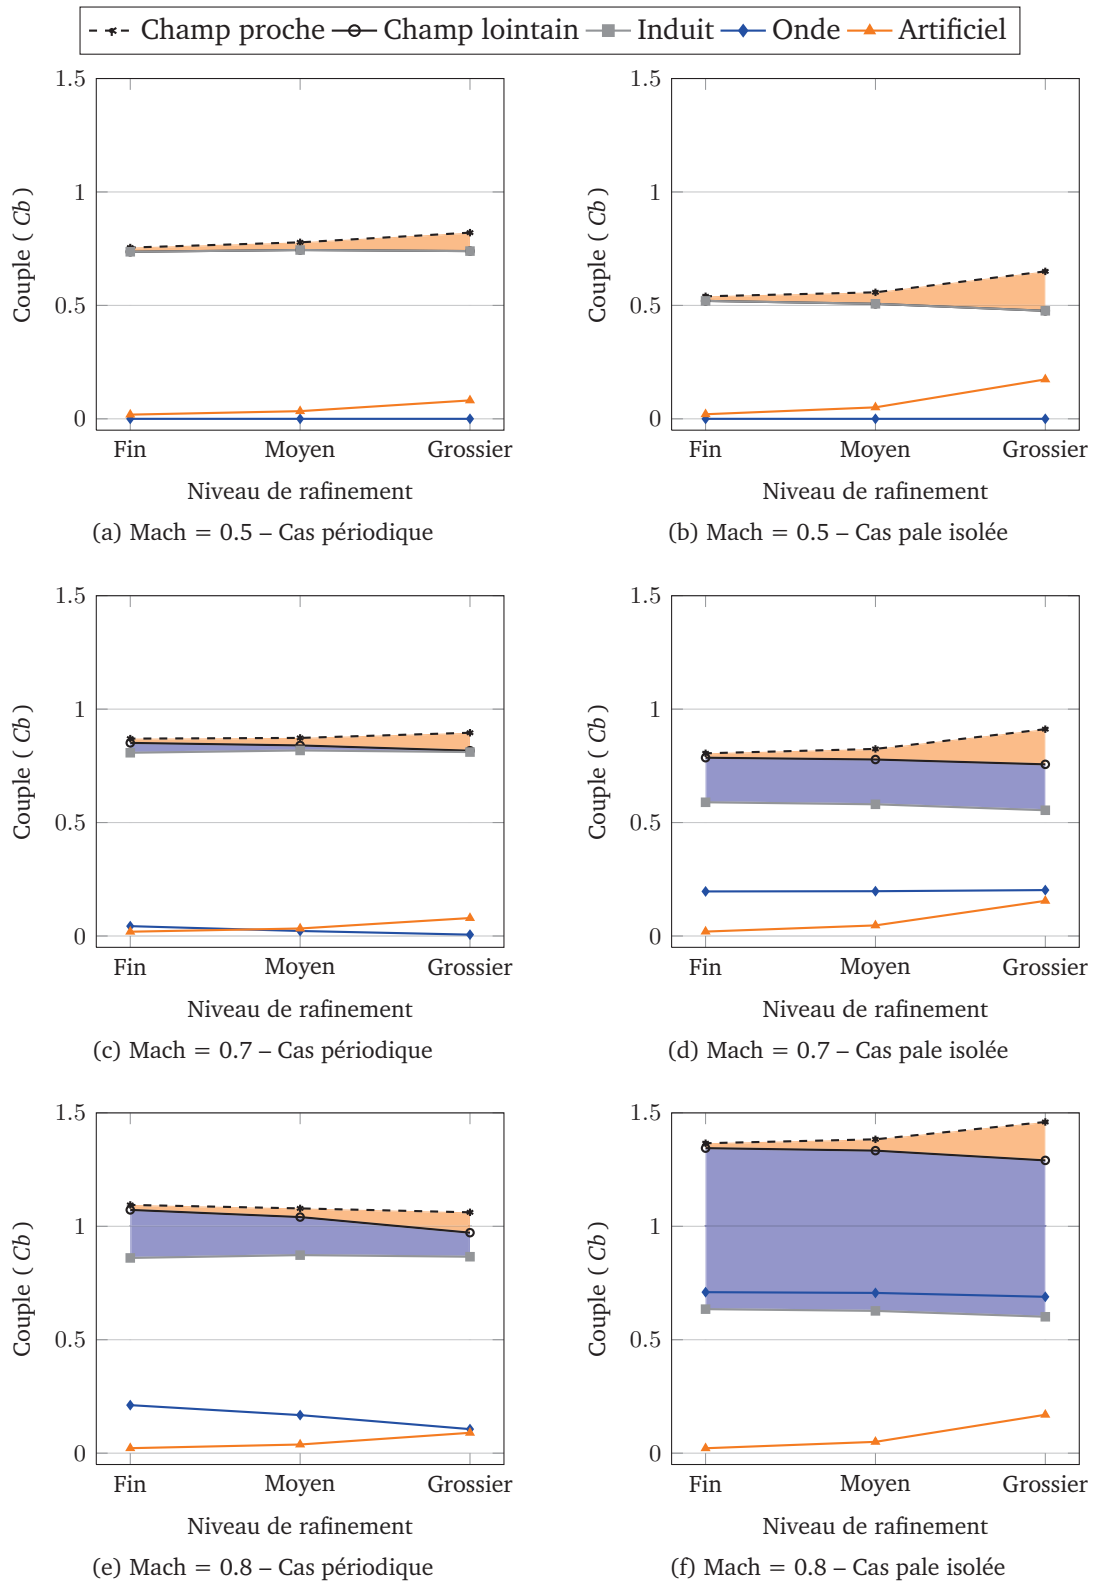 Champ proche Champ lointain Induit Onde Artificiel
1.5
1
0.5
0
Couple ( Cb )
Fin Moyen Grossier
Niveau de rafinement
(a) Mach = 0.5 – Cas périodique
1.5
1
0.5
0
Couple ( Cb )
Fin Moyen Grossier
Niveau de rafinement
(b) Mach = 0.5 – Cas pale isolée
1.5
1
0.5
0
Couple ( Cb )
Fin Moyen Grossier
Niveau de rafinement
(c) Mach = 0.7 – Cas périodique
1.5
1
0.5
0
Couple ( Cb )
Fin Moyen Grossier
Niveau de rafinement
(d) Mach = 0.7 – Cas pale isolée
1.5
1
0.5
0
Couple ( Cb )
Fin Moyen Grossier
Niveau de rafinement
(e) Mach = 0.8 – Cas périodique
1.5
1
0.5
0
Couple ( Cb )
Fin Moyen Grossier
Niveau de rafinement
(f) Mach = 0.8 – Cas pale isolée